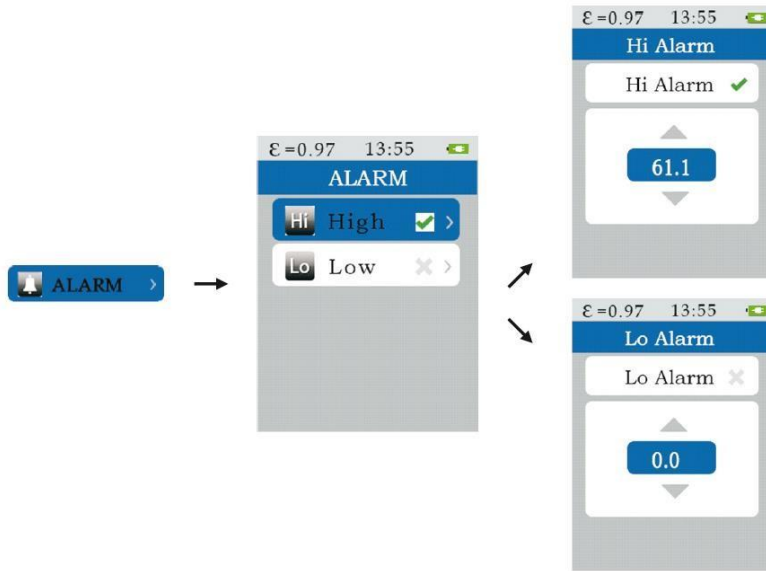 ALARM
ε=0.97 13:55
ALARM
Hi High
Lo Low
ε=0.97 13:55
Hi Alarm
Hi Alarm
61.1
ε=0.97 13:55
Lo Alarm
Lo Alarm
0.0